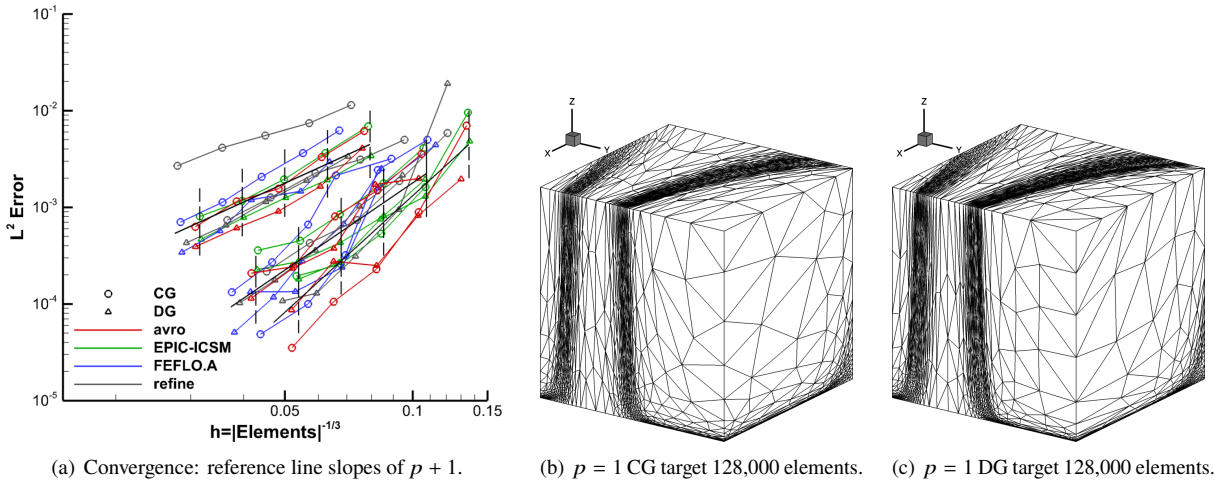 10^-1
10^-2
10^-3
10^-4
10^-5
L^2 Error
CG
DG
avro
EPIC-ICSM
FEFLO.A
refine
0.05 0.1 0.15
h=|Elements|^-1/3
Z
X
Y
Z
X
Y
(a) Convergence: reference line slopes of p + 1.
(b) p = 1 CG target 128,000 elements.
(c) p = 1 DG target 128,000 elements.